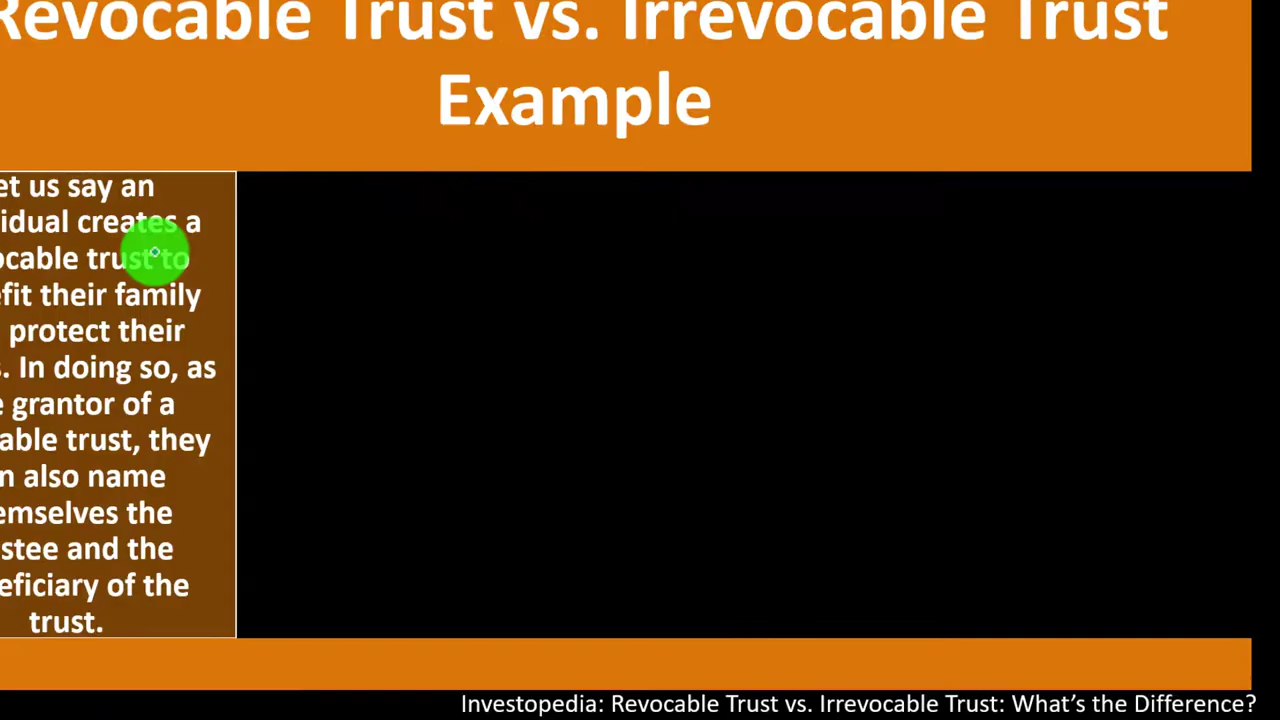 Revocable Trust vs. Irrevocable Trust
Example
et us say an
idual creates a
ocable trust to
efit their family
protect their
s. In doing so, as
e grantor of a
able trust, they
n also name
emselves the
stee and the
eficiary of the
trust.
Investopedia: Revocable Trust vs. Irrevocable Trust: What's the Difference?